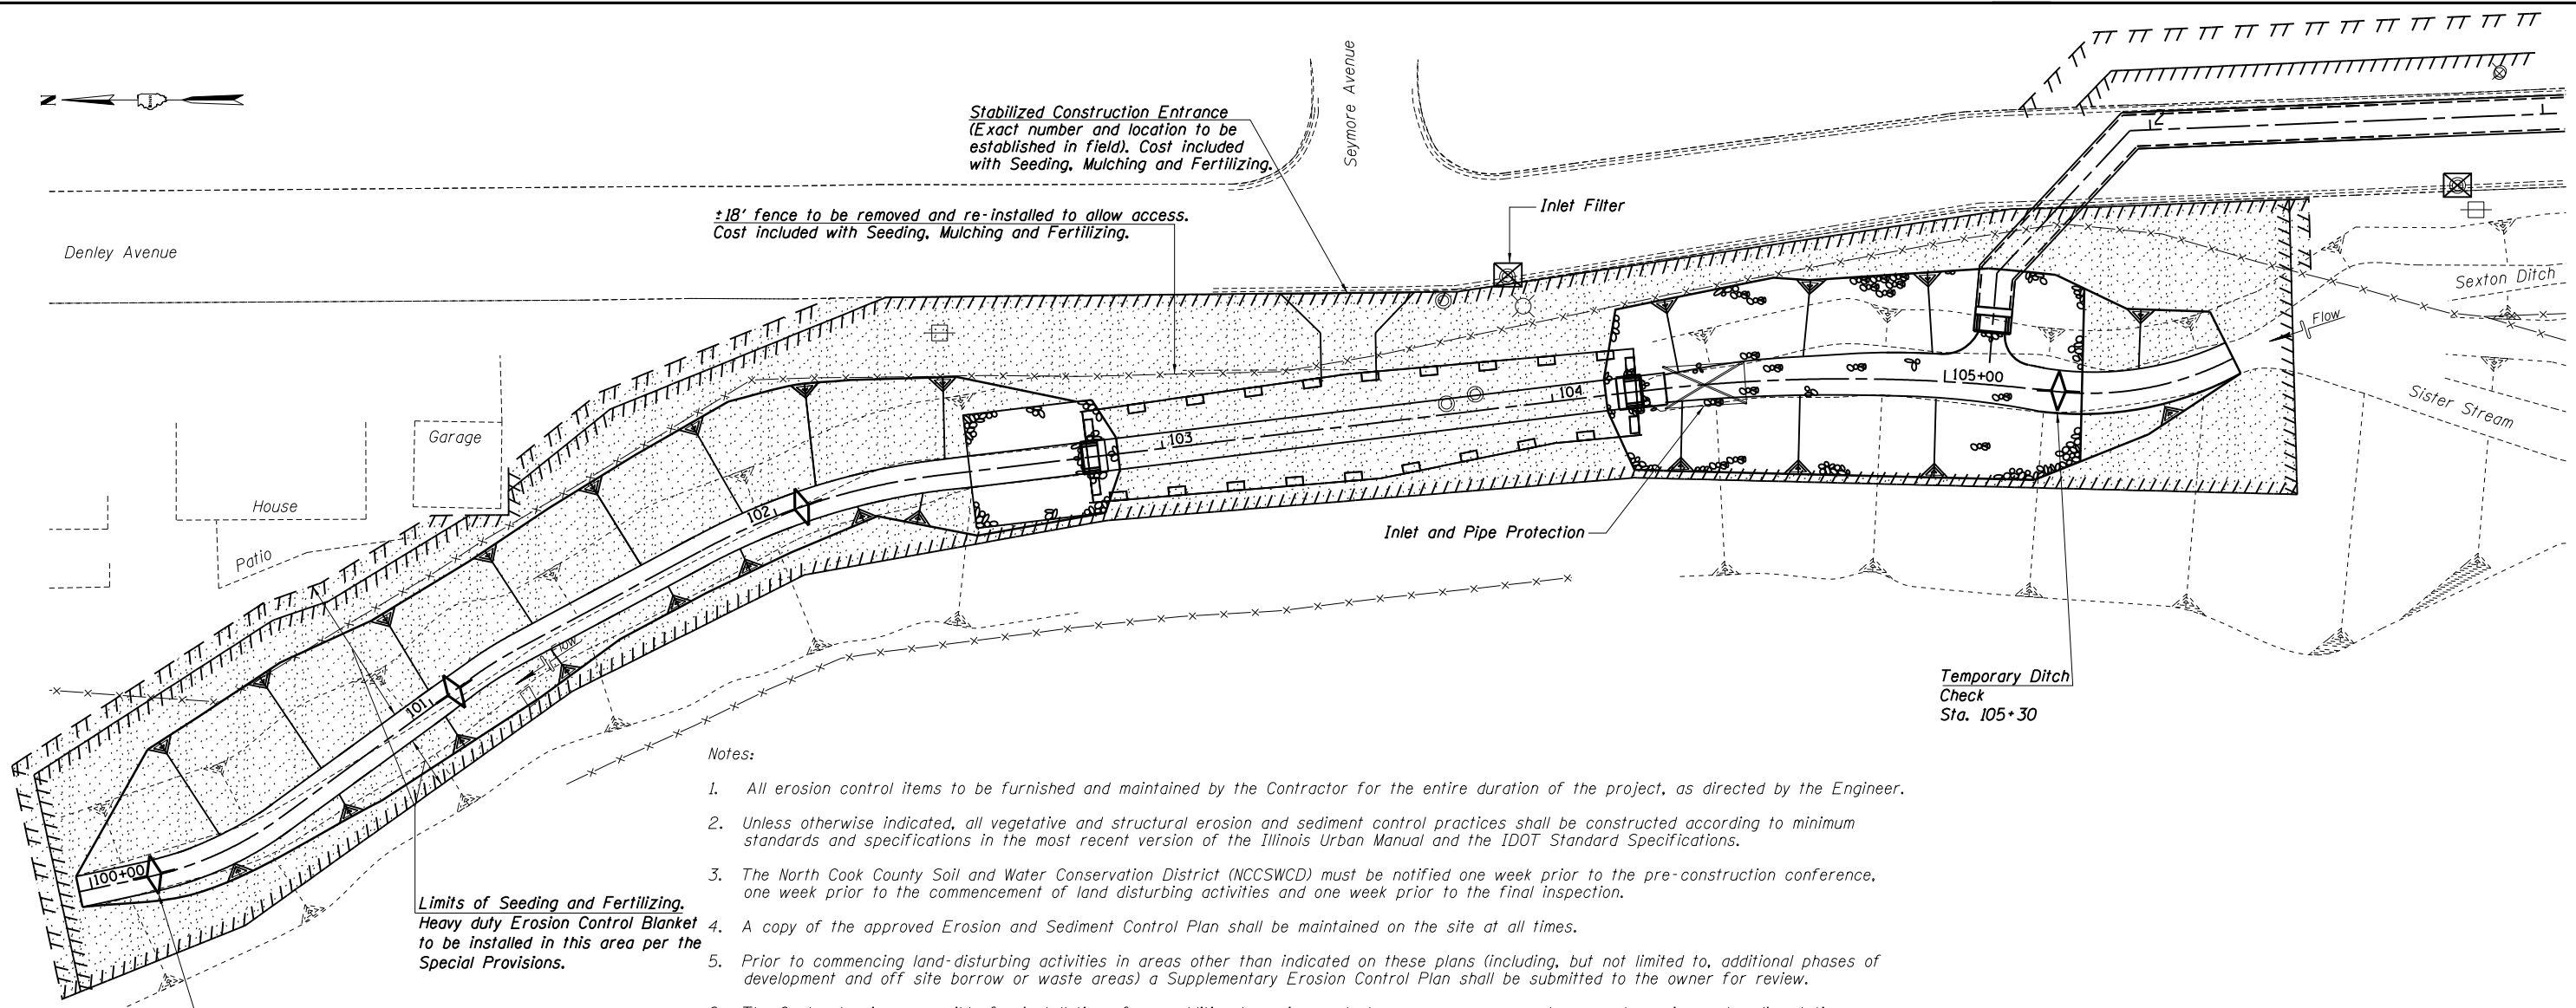 N
Seymore Avenue
Stabilized Construction Entrance
(Exact number and location to be
established in field). Cost included
with Seeding, Mulching and Fertilizing.
±18' fence to be removed and re-installed to allow access.
Cost included with Seeding, Mulching and Fertilizing.
Inlet Filter
Denley Avenue
2
1
Sexton Ditch
Flow
Sister Stream
105+00
104
103
102
101
100+00
Garage
House
Patio
Flow
Inlet and Pipe Protection
Temporary Ditch
Check
Sta. 105+30
Limits of Seeding and Fertilizing.
Heavy duty Erosion Control Blanket
to be installed in this area per the
Special Provisions.
Notes:
1. All erosion control items to be furnished and maintained by the Contractor for the entire duration of the project, as directed by the Engineer.
2. Unless otherwise indicated, all vegetative and structural erosion and sediment control practices shall be constructed according to minimum
standards and specifications in the most recent version of the Illinois Urban Manual and the IDOT Standard Specifications.
3. The North Cook County Soil and Water Conservation District (NCCSWCD) must be notified one week prior to the pre-construction conference,
one week prior to the commencement of land disturbing activities and one week prior to the final inspection.
4. A copy of the approved Erosion and Sediment Control Plan shall be maintained on the site at all times.
5. Prior to commencing land-disturbing activities in areas other than indicated on these plans (including, but not limited to, additional phases of
development and off site borrow or waste areas) a Supplementary Erosion Control Plan shall be submitted to the owner for review.